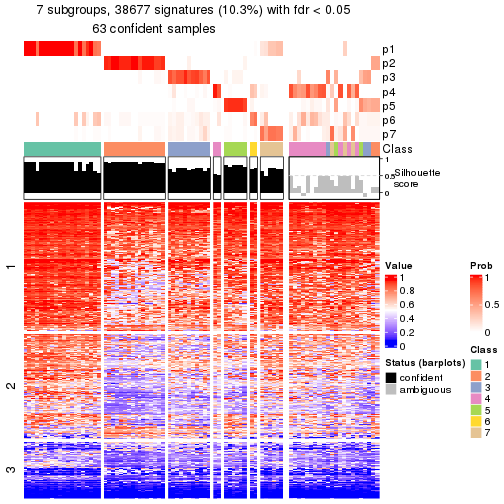 7 subgroups, 38677 signatures (10.3%) with fdr < 0.05
63 confident samples
p1
p2
p3
p4
p5
p6
p7
Class
1
0.5
0
Silhouette
score
1
2
3
Value
1
0.8
0.6
0.4
0.2
0
Status (barplots)
confident
ambiguous
Prob
1
0.5
0
Class
1
2
3
4
5
6
7